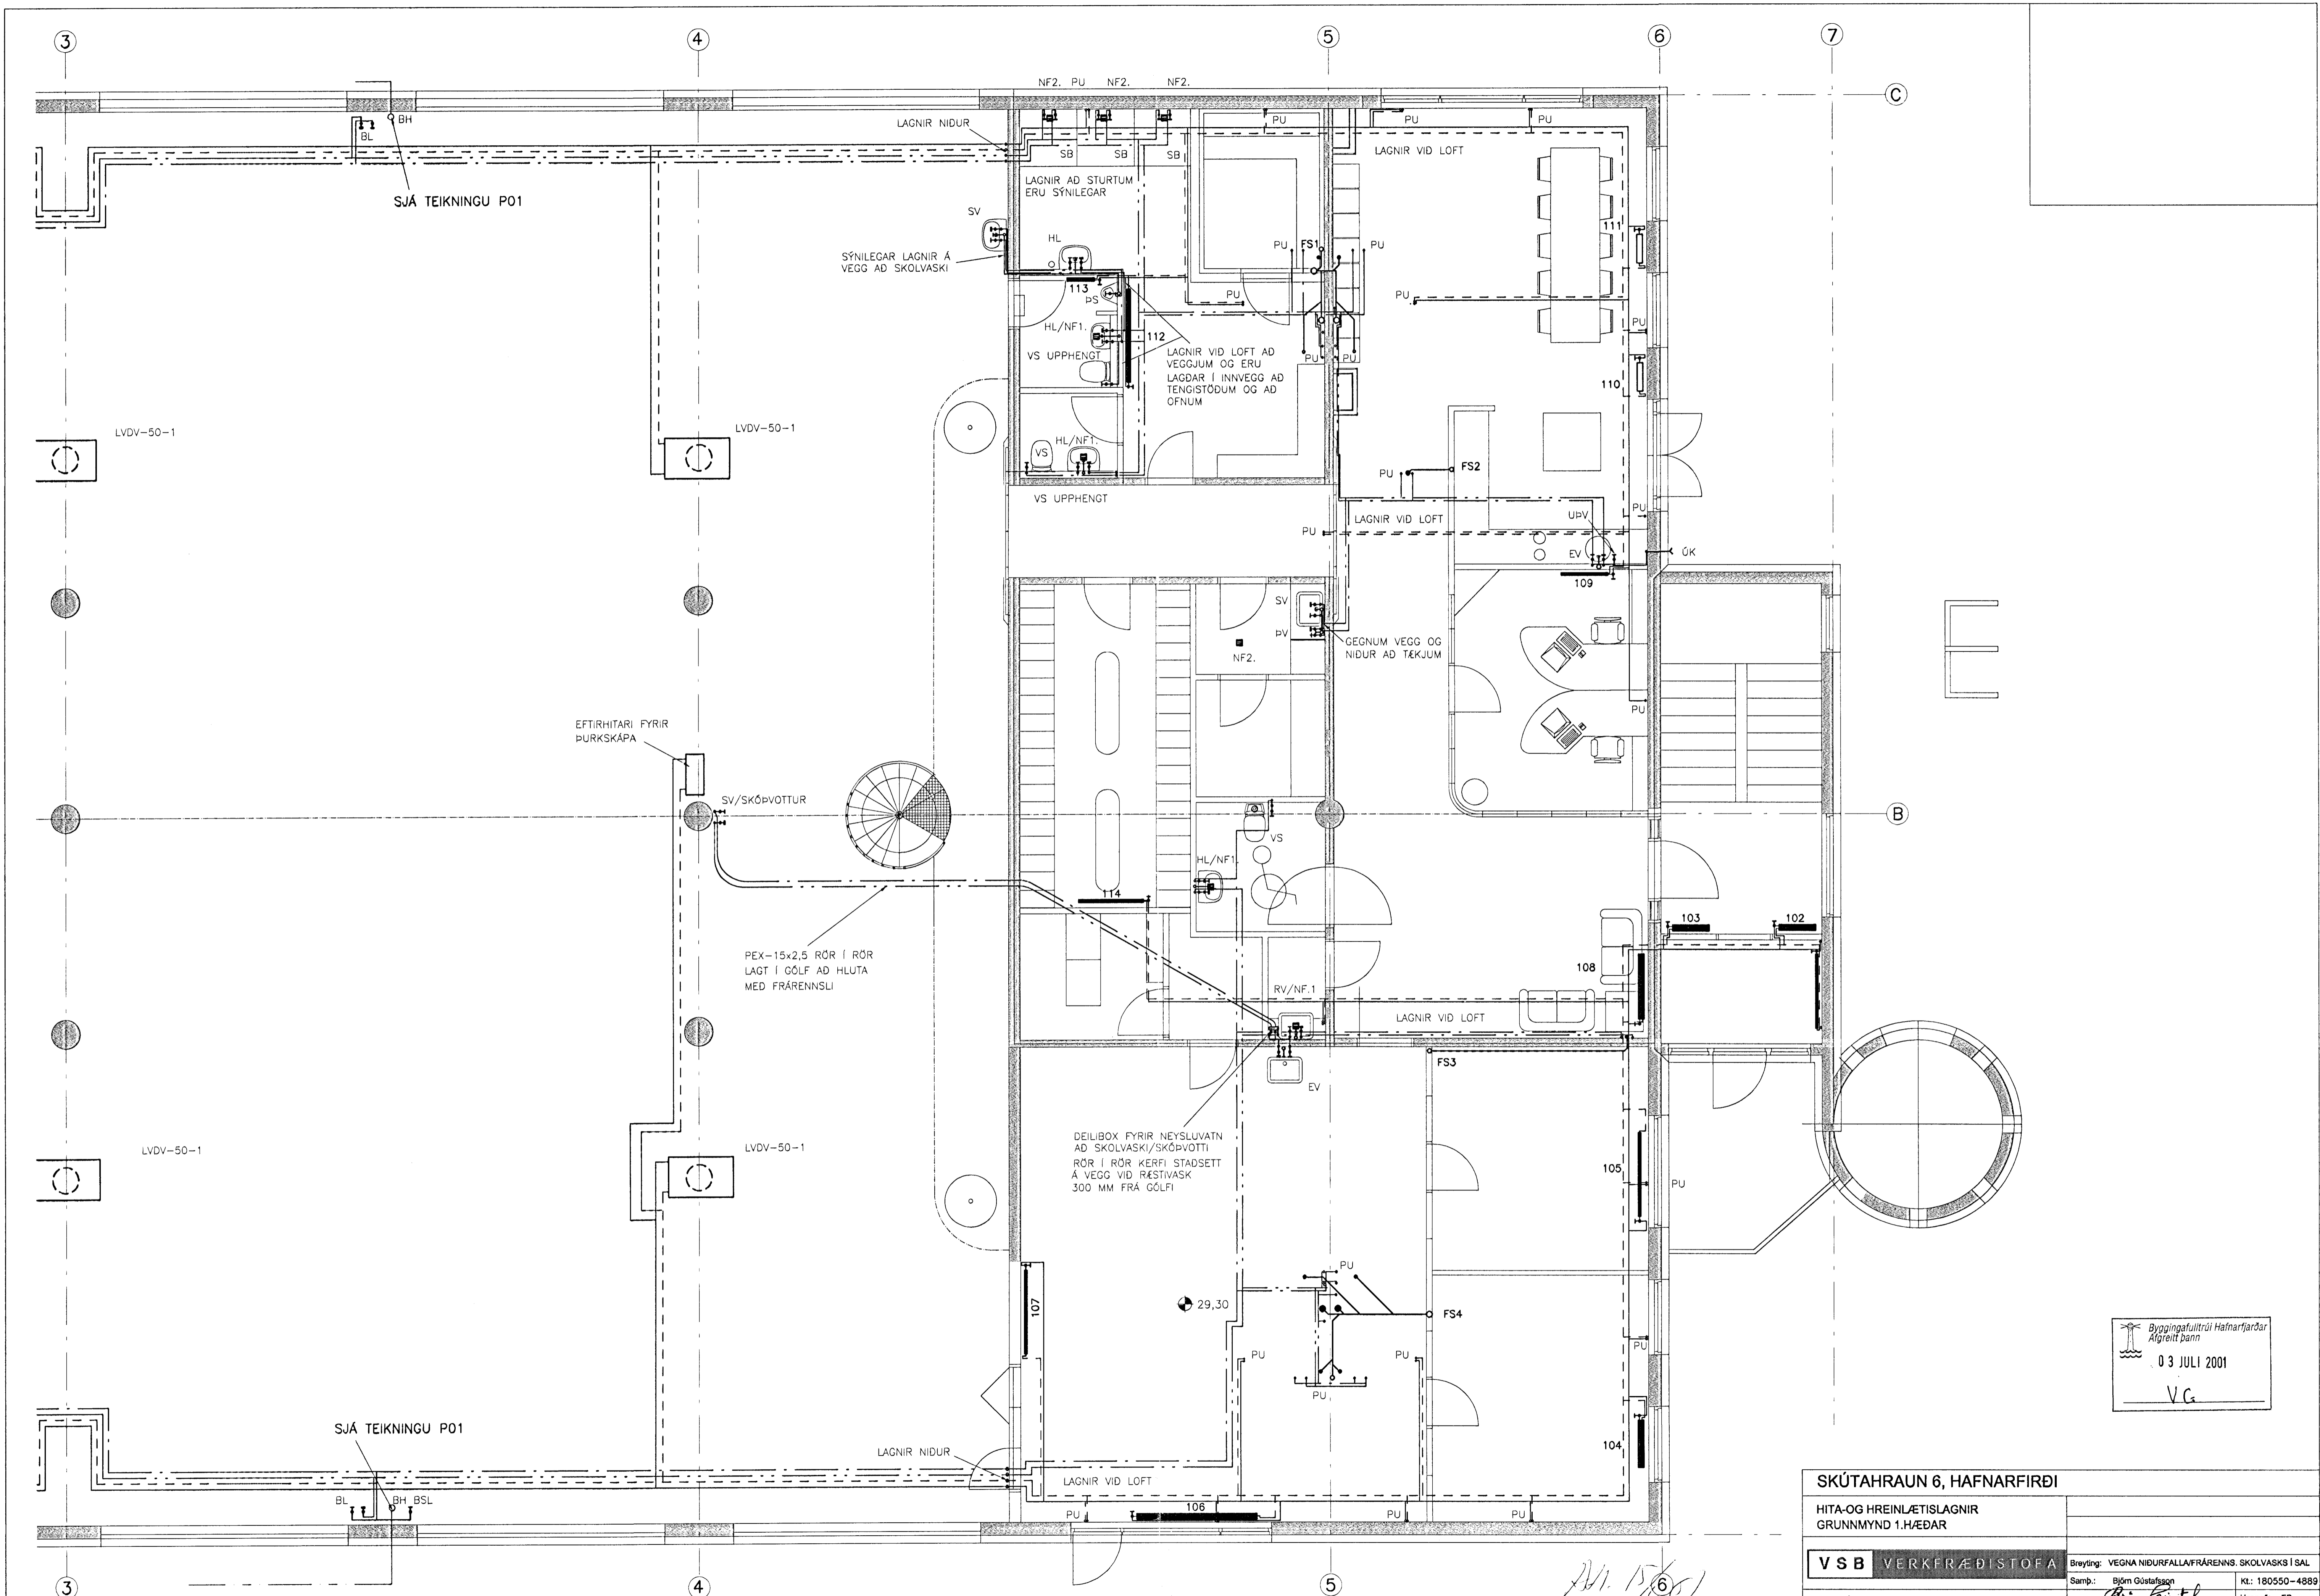 3
4
5
6
7
C
NF2. PU NF2. NF2.
BH
BL
LAGNIR NIÐUR
SB SB SB
PU
PU
PU
LAGNIR VIÐ LOFT
SJÁ TEIKNINGU P01
LAGNIR AÐ STURTUM
ERU SÝNILEGAR
SV
HL
SÝNILEGAR LAGNIR Á
VEGG AÐ SKOLVASKI
111
PU
FS1
PU
113
ÞS
PU
PU
HL/NF1.
112
PU
VS UPPHENGT
LAGNIR VIÐ LOFT AÐ
VEGGJUM OG ERU
LAGÐAR Í INNVEGG AÐ
TENGISTÖÐUM OG AÐ
OFNUM
PU
PU
110
LVDV-50-1
LVDV-50-1
HL/NF1.
VS
PU
FS2
VS UPPHENGT
PU
LAGNIR VIÐ LOFT
UÞV
PU
EV
ÚK
109
SV
ÞV
NF2.
GEGNUM VEGG OG
NIÐUR AÐ TÆKJUM
PU
EFTIRHITARI FYRIR
ÞURKSKÁPA
SV/SKÓÞVOTTUR
B
VS
HL/NF1.
114
103
102
PEX-15x2,5 RÖR Í RÖR
LAGT Í GÓLF AÐ HLUTA
MEÐ FRÁRENNSLI
108
RV/NF.1
LAGNIR VIÐ LOFT
FS3
EV
LVDV-50-1
LVDV-50-1
DEILIBOX FYRIR NEYSLUVATN
AÐ SKOLVASKI/SKÓÞVOTTI
RÖR Í RÖR KERFI STAÐSETT
Á VEGG VIÐ RÆSTIVASK
300 MM FRÁ GÓLFI
105
PU
PU
107
29,30
FS4
PU
PU
PU
PU
Byggingafulltrúi Hafnarfjarðar
Afgreitt þann
03 JULI 2001
V.G.
SJÁ TEIKNINGU P01
LAGNIR NIÐUR
104
LAGNIR VIÐ LOFT
BL
BH BSL
PU
106
PU
PU
SKÚTAHRAUN 6, HAFNARFIRÐI
HITA-OG HREINLÆTISLAGNIR
GRUNNMYND 1.HÆÐAR
VSB VERKFRÆÐISTOFA
Breyting: VEGNA NIÐURFALLA/FRÁRENNS. SKOLVASKS Í SAL
Samþ.: Björn Gústafsson Kt.: 180550-4889
3
4
5
6